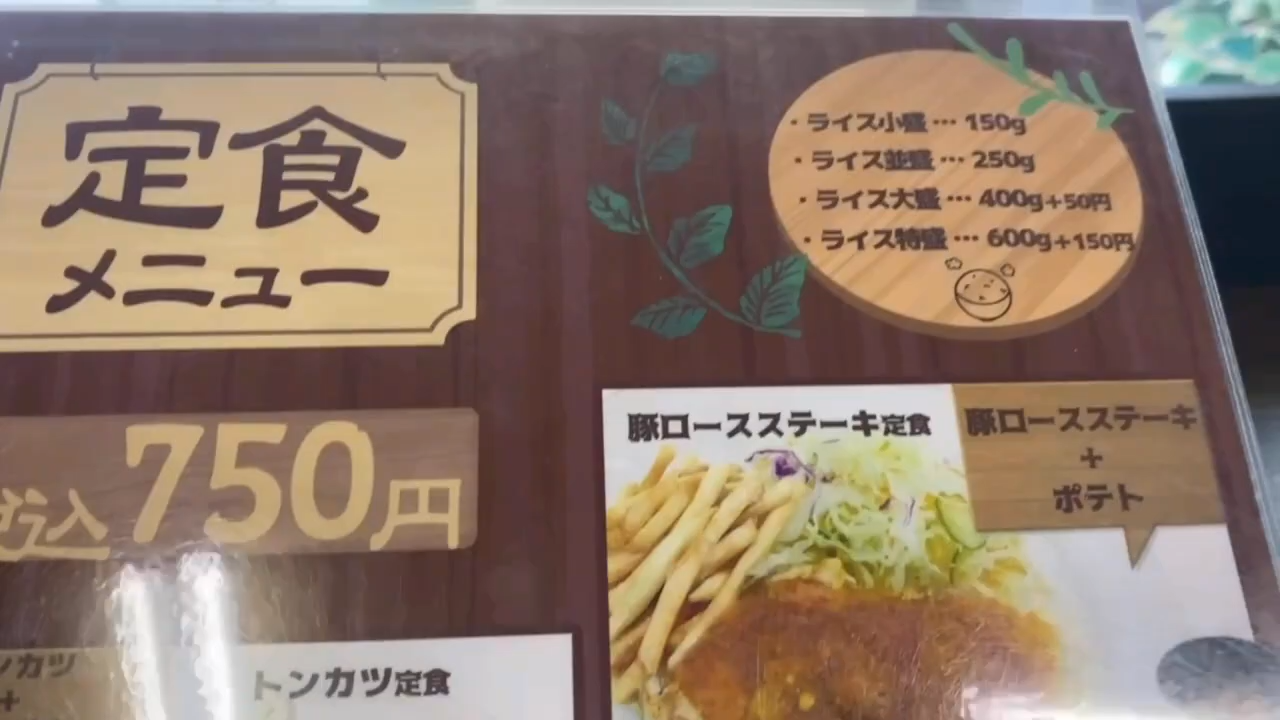 定食
メニュー
・ライス小盛… 150g
・ライス並盛… 250g
・ライス大盛… 400g+50円
・ライス特盛… 600g+150円
税込750円
豚ロースステーキ定食
豚ロースステーキ
+
ポテト
ンカツ
+
トンカツ定食